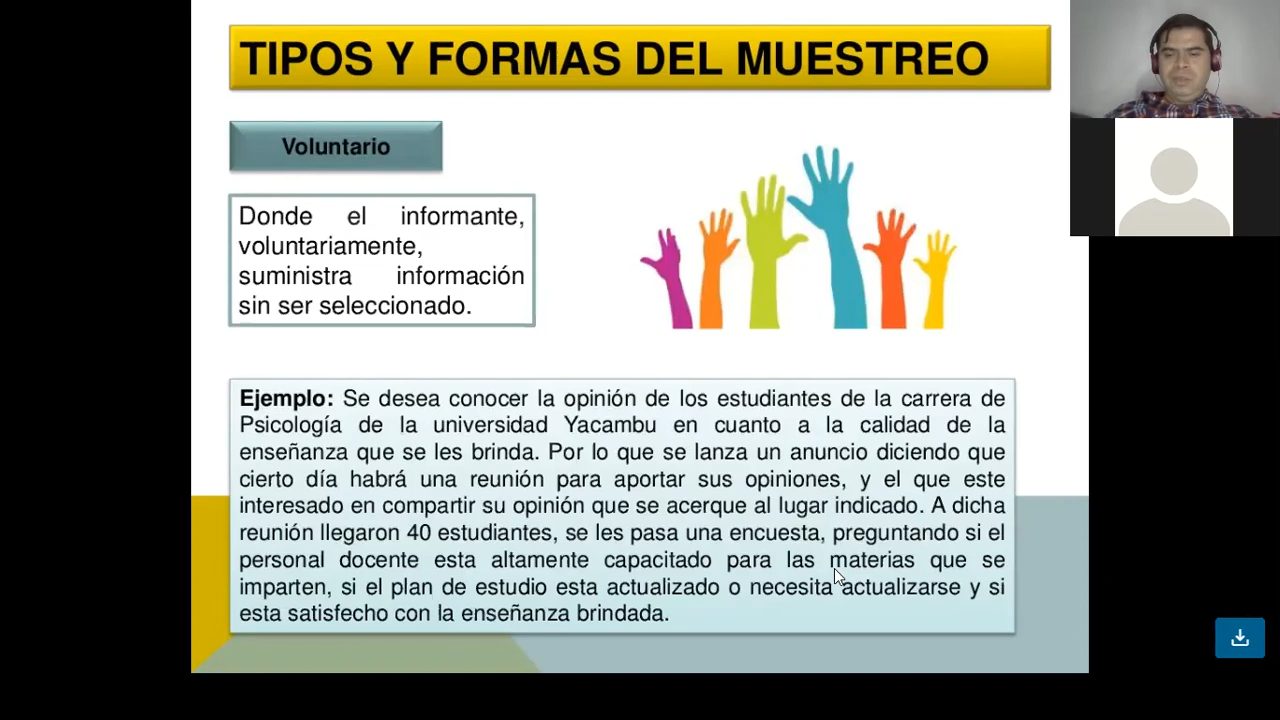 TIPOS Y FORMAS DEL MUESTREO
Voluntario
Donde el informante,
voluntariamente,
suministra información
sin ser seleccionado.
Ejemplo: Se desea conocer la opinión de los estudiantes de la carrera de
Psicología de la universidad Yacambu en cuanto a la calidad de la
enseñanza que se les brinda. Por lo que se lanza un anuncio diciendo que
cierto día habrá una reunión para aportar sus opiniones, y el que este
interesado en compartir su opinión que se acerque al lugar indicado. A dicha
reunión llegaron 40 estudiantes, se les pasa una encuesta, preguntando si el
personal docente esta altamente capacitado para las materias que se
imparten, si el plan de estudio esta actualizado o necesita actualizarse y si
esta satisfecho con la enseñanza brindada.